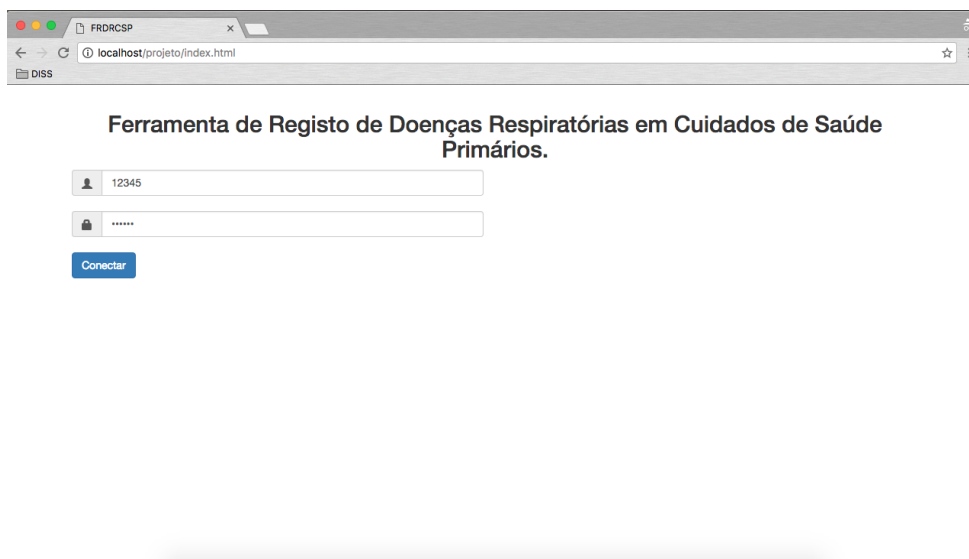 FRDRCSP
localhost/projeto/index.html
DISS
Ferramenta de Registo de Doenças Respiratórias em Cuidados de Saúde
Primários.
12345
••••••
Conectar